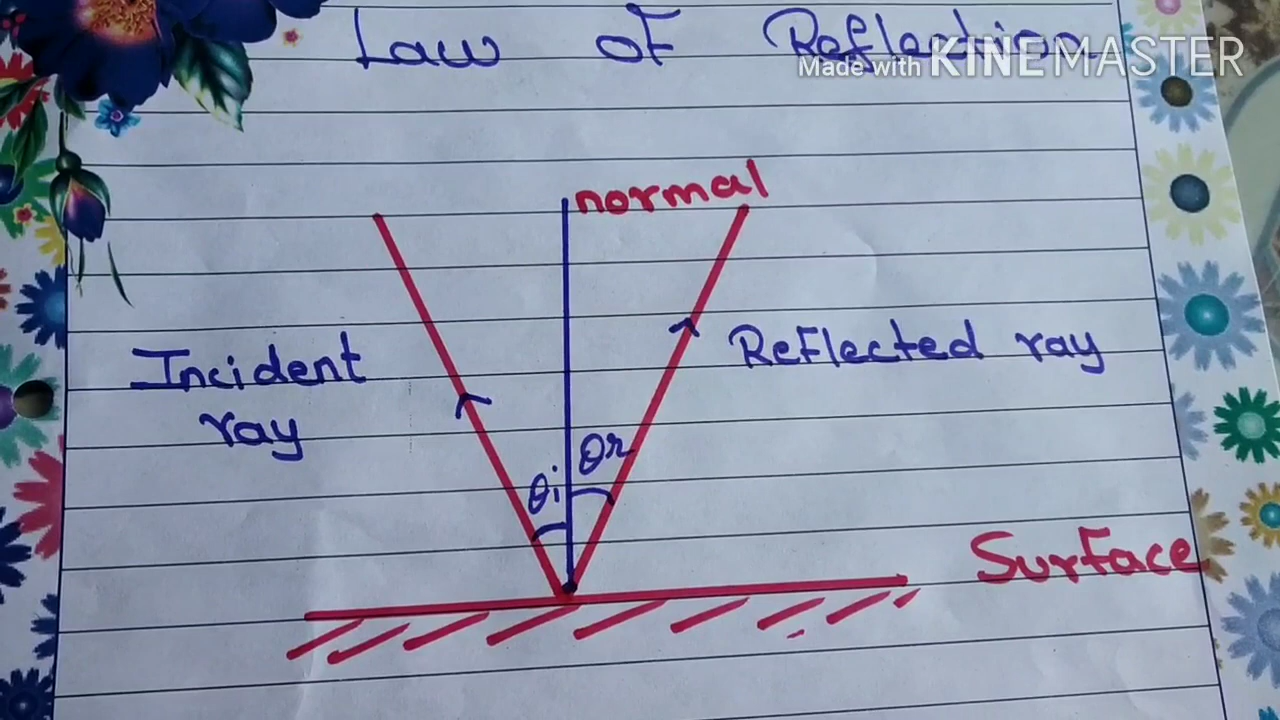 Law of Reflection
Made with KINEMASTER
normal
Incident
ray
Reflected ray
θi
θr
Surface